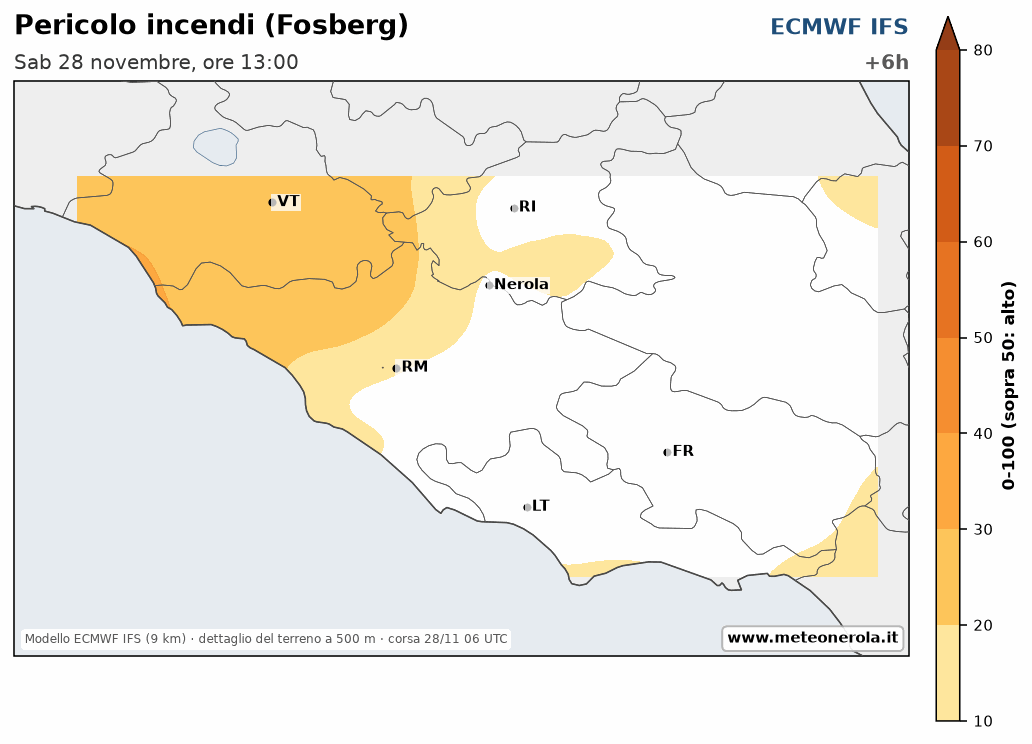 Pericolo incendi (Fosberg)
ECMWF IFS
Sab 28 novembre, ore 13:00
+6h
VT
RI
Nerola
RM
FR
LT
80
70
60
50
40
30
20
10
0-100 (sopra 50: alto)
Modello ECMWF IFS (9 km) · dettaglio del terreno a 500 m · corsa 28/11 06 UTC
www.meteonerola.it